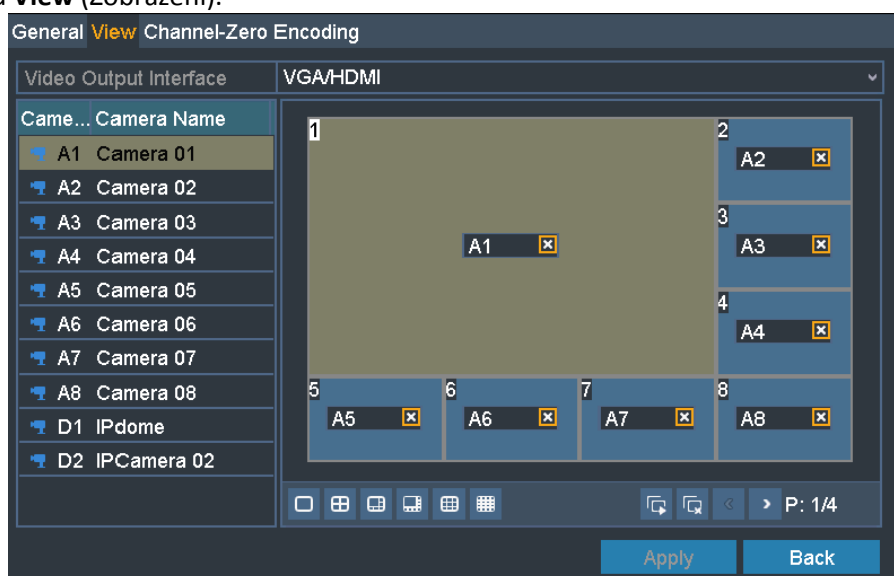 View (Zobrazení).
General View Channel-Zero Encoding
Video Output Interface VGA/HDMI
Came... Camera Name
A1 Camera 01
A2 Camera 02
A3 Camera 03
A4 Camera 04
A5 Camera 05
A6 Camera 06
A7 Camera 07
A8 Camera 08
D1 IPdome
D2 IPCamera 02
1
A1
2
A2
3
A3
4
A4
5
A5
6
A6
7
A7
8
A8
P: 1/4
Apply Back